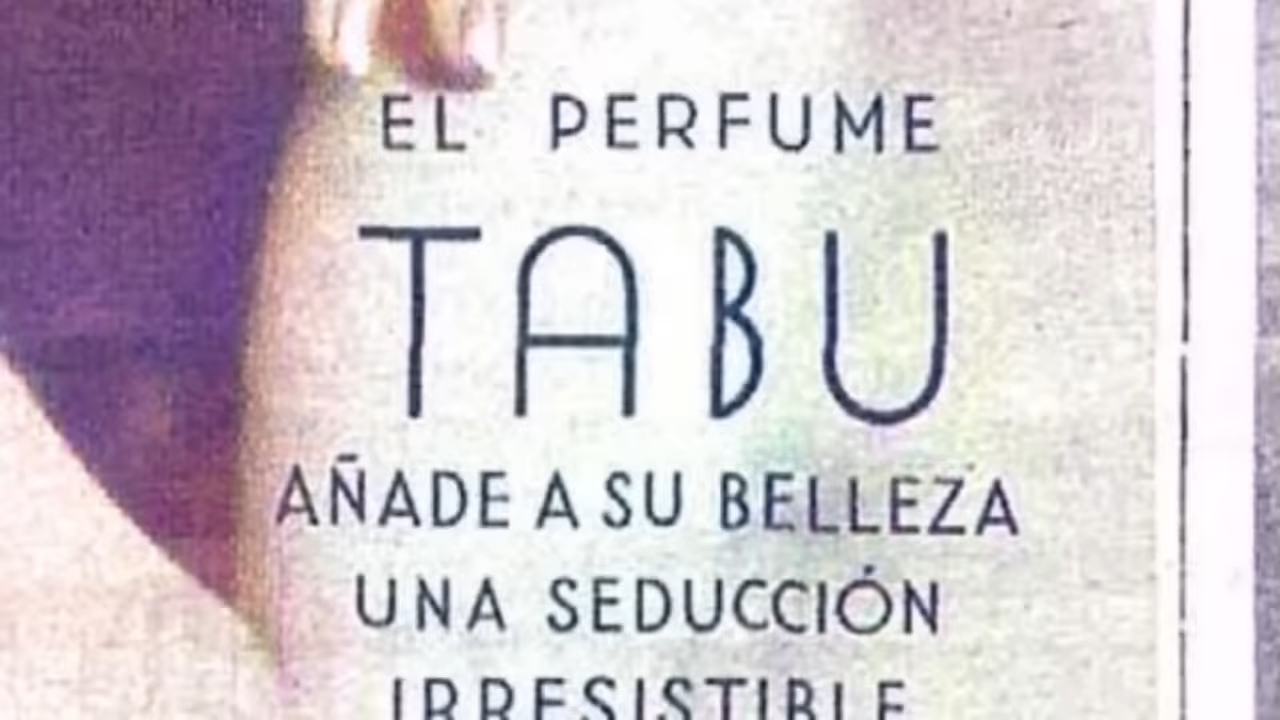 EL PERFUME
TABU
AÑADE A SU BELLEZA
UNA SEDUCCIÓN
IRRESISTIBLE